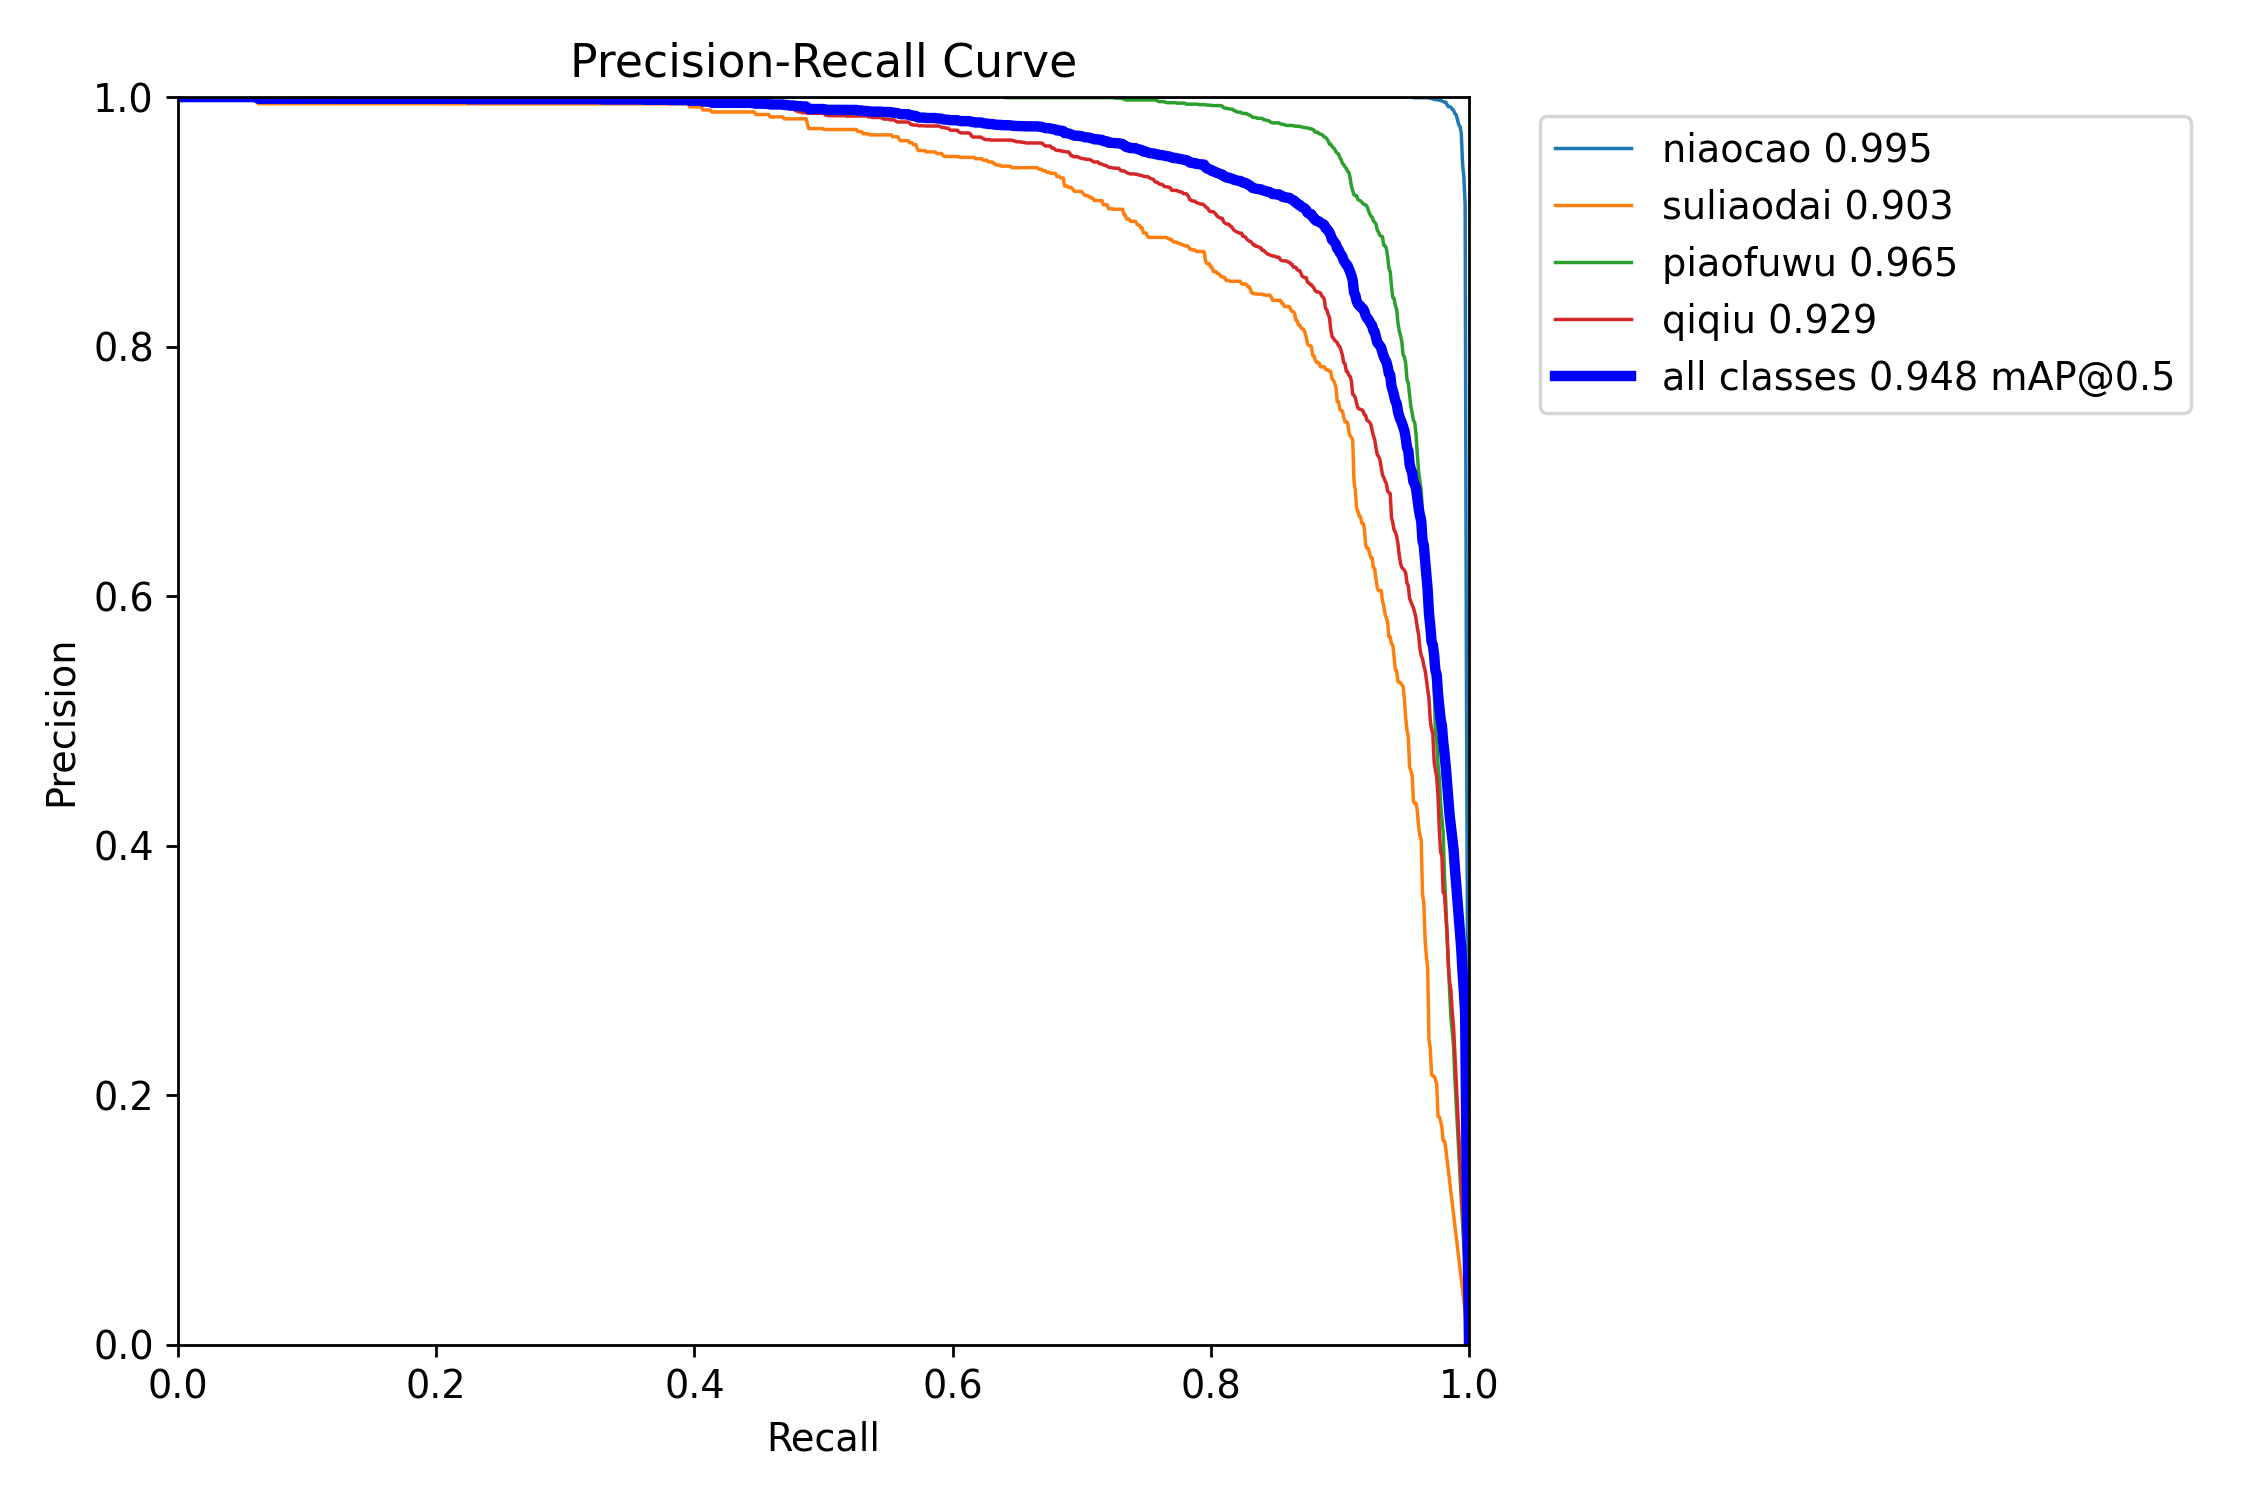 Precision-Recall Curve
1.0
0.8
0.6
0.4
0.2
0.0
Precision
0.0 0.2 0.4 0.6 0.8 1.0
Recall
niaocao 0.995
suliaodai 0.903
piaofuwu 0.965
qiqiu 0.929
all classes 0.948 mAP@0.5